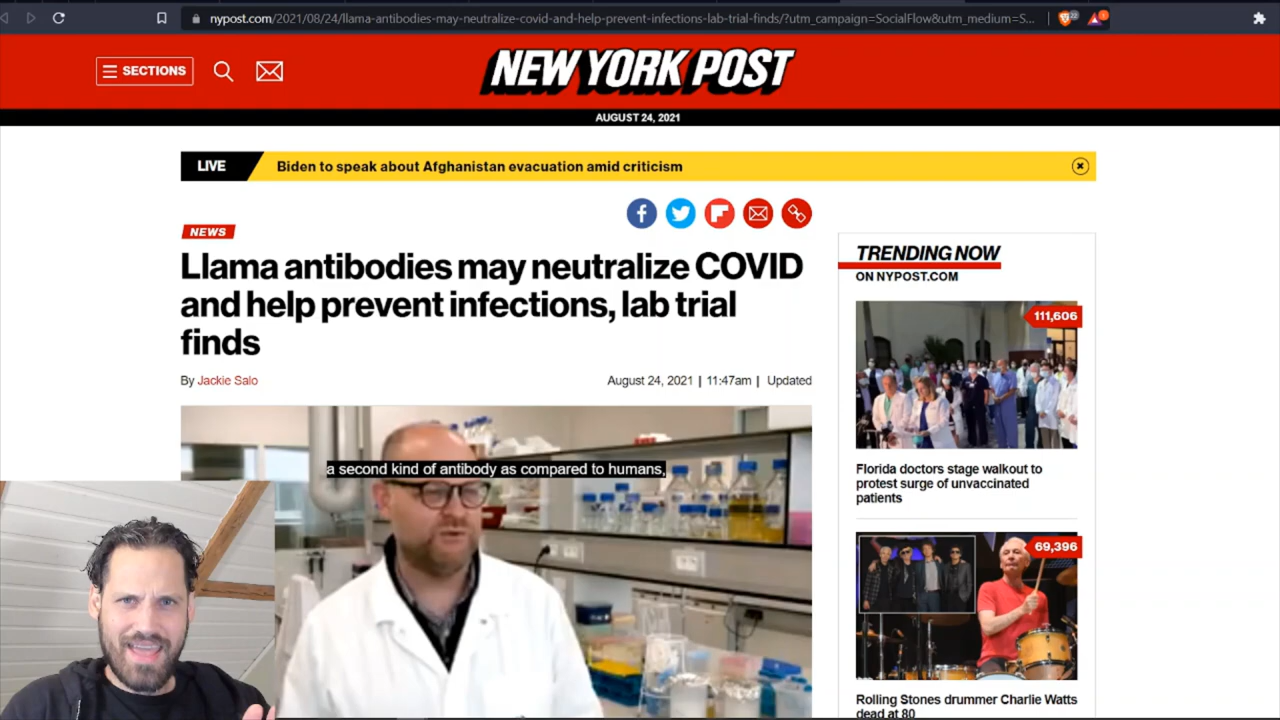 nypost.com/2021/08/24/llama-antibodies-may-neutralize-covid-and-help-prevent-infections-lab-trial-finds/?utm_campaign=SocialFlow&utm_medium=S...
SECTIONS
NEW YORK POST
AUGUST 24, 2021
LIVE
Biden to speak about Afghanistan evacuation amid criticism
NEWS
Llama antibodies may neutralize COVID
and help prevent infections, lab trial
finds
By Jackie Salo
August 24, 2021 | 11:47am | Updated
a second kind of antibody as compared to humans,
TRENDING NOW
ON NYPOST.COM
111,606
Florida doctors stage walkout to
protest surge of unvaccinated
patients
69,396
Rolling Stones drummer Charlie Watts
dead at 80